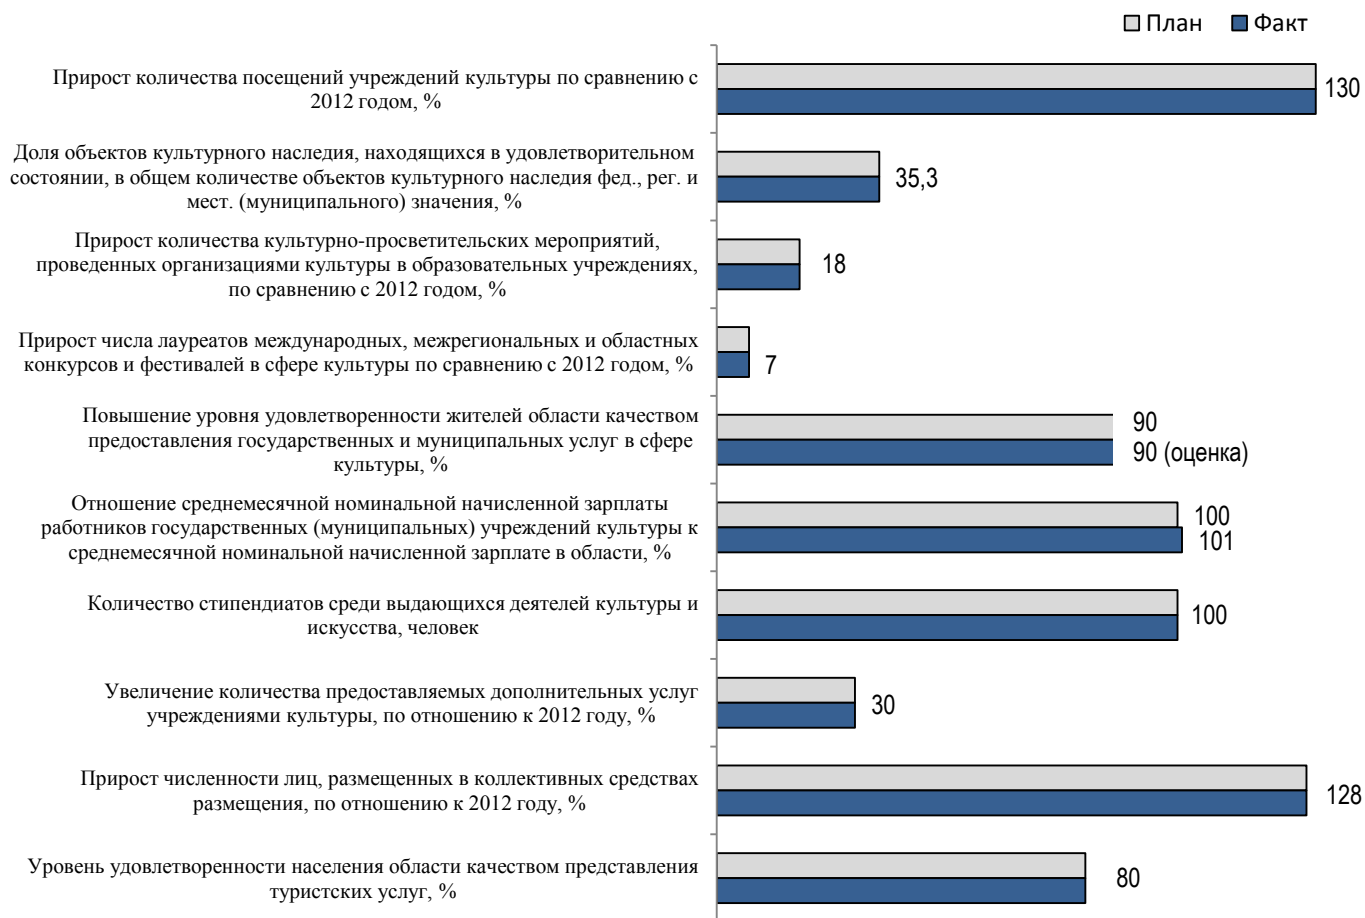 План Факт
Прирост количества посещений учреждений культуры по сравнению с
2012 годом, %
130
Доля объектов культурного наследия, находящихся в удовлетворительном
состоянии, в общем количестве объектов культурного наследия фед., рег. и
мест. (муниципального) значения, %
35,3
Прирост количества культурно-просветительских мероприятий,
проведенных организациями культуры в образовательных учреждениях,
по сравнению с 2012 годом, %
18
Прирост числа лауреатов международных, межрегиональных и областных
конкурсов и фестивалей в сфере культуры по сравнению с 2012 годом, %
7
Повышение уровня удовлетворенности жителей области качеством
предоставления государственных и муниципальных услуг в сфере
культуры, %
90
90 (оценка)
Отношение среднемесячной номинальной начисленной зарплаты
работников государственных (муниципальных) учреждений культуры к
среднемесячной номинальной начисленной зарплате в области, %
100
101
Количество стипендиатов среди выдающихся деятелей культуры и
искусства, человек
100
Увеличение количества предоставляемых дополнительных услуг
учреждениями культуры, по отношению к 2012 году, %
30
Прирост численности лиц, размещенных в коллективных средствах
размещения, по отношению к 2012 году, %
128
Уровень удовлетворенности населения области качеством представления
туристских услуг, %
80